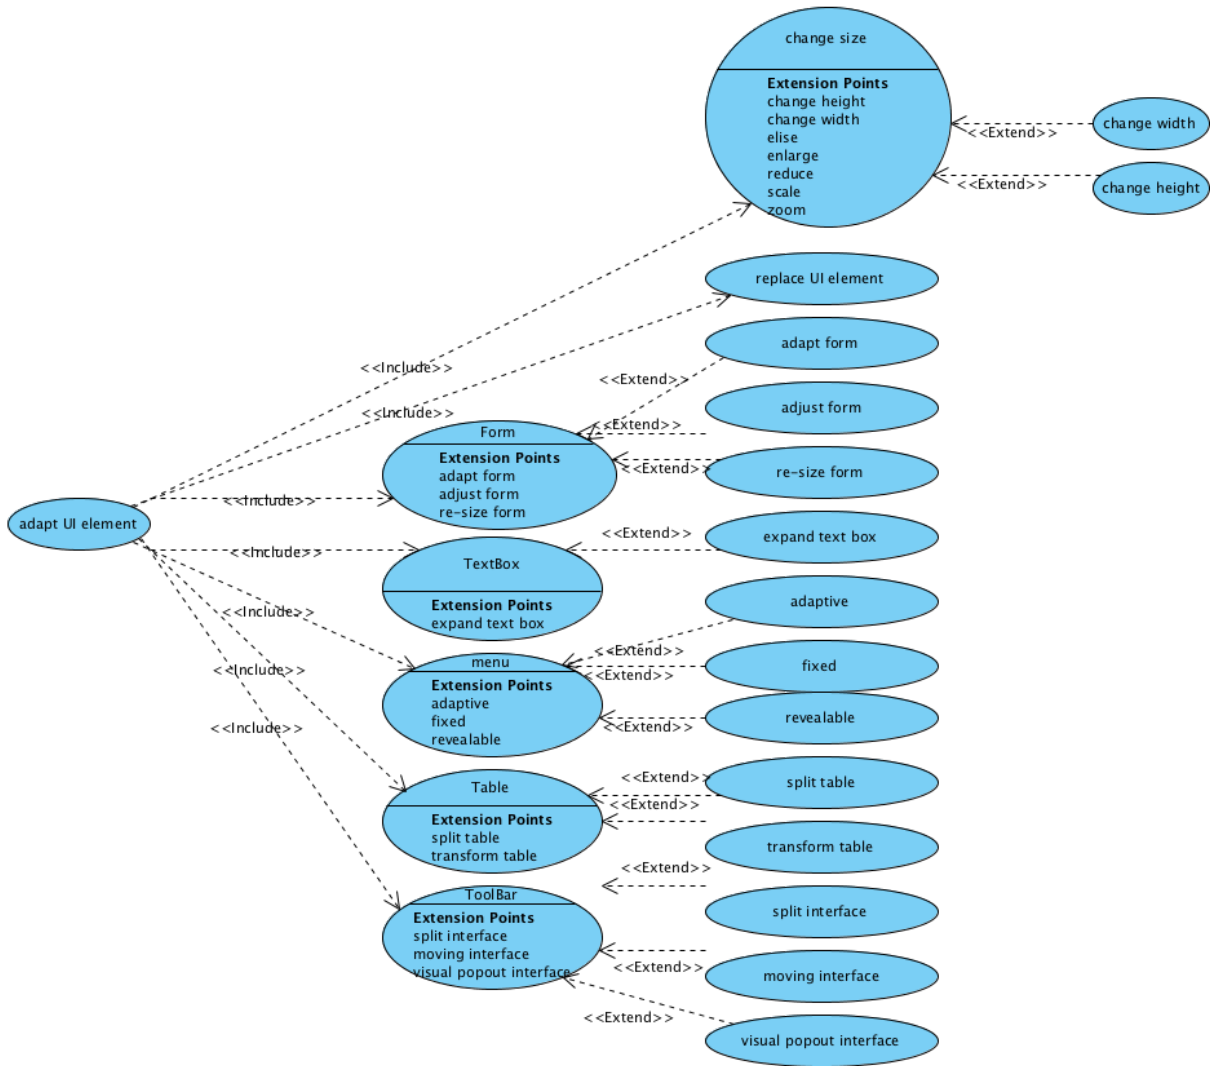 change size
Extension Points
change height
change width
elise
enlarge
reduce
scale
zoom
<<Extend>>
change width
<<Extend>>
change height
replace UI element
adapt form
<<Include>>
<<Extend>>
adjust form
<<Include>>
<<Extend>>
Form
Extension Points
adapt form
adjust form
re-size form
<<Extend>>
re-size form
<<Include>>
adapt UI element
<<Include>>
<<Extend>>
expand text box
TextBox
Extension Points
expand text box
adaptive
<<Include>>
<<Extend>>
menu
Extension Points
adaptive
fixed
revealable
<<Extend>>
fixed
<<Include>>
revealable
<<Extend>>
<<Include>>
<<Extend>>
split table
Table
Extension Points
split table
transform table
<<Extend>>
transform table
<<Extend>>
ToolBar
Extension Points
split interface
moving interface
visual popout interface
split interface
<<Extend>>
moving interface
<<Extend>>
visual popout interface